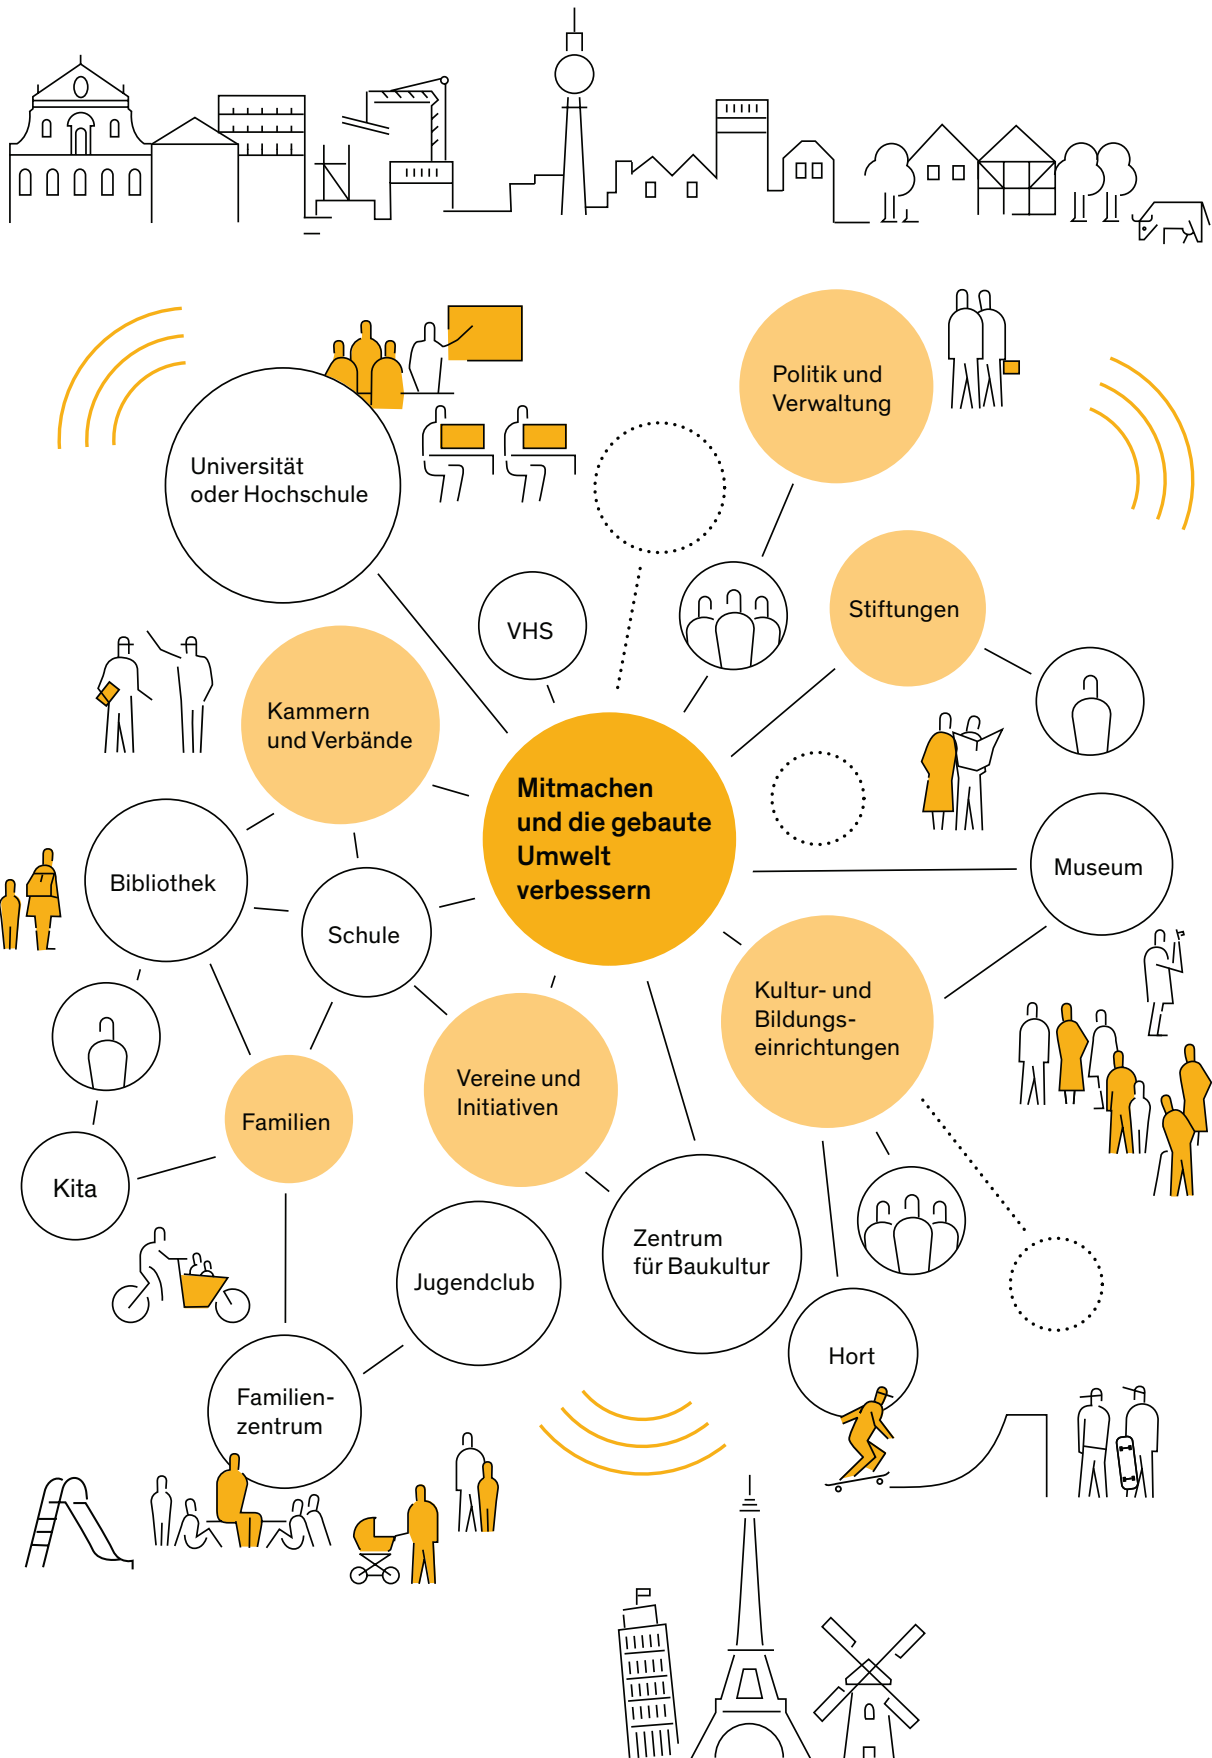 Politik und
Verwaltung
Universität
oder Hochschule
Stiftungen
VHS
Kammern
und Verbände
Mitmachen
und die gebaute
Umwelt
verbessern
Museum
Bibliothek
Schule
Kultur- und
Bildungs-
einrichtungen
Vereine und
Initiativen
Familien
Kita
Zentrum
für Baukultur
Jugendclub
Hort
Familien-
zentrum